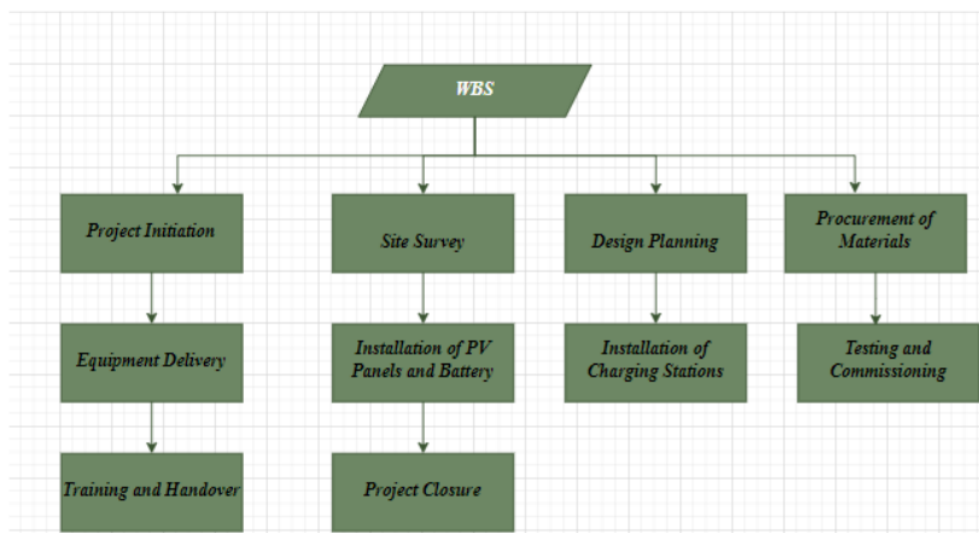 WBS
Project Initiation
Site Survey
Design Planning
Procurement of
Materials
Equipment Delivery
Installation of PV
Panels and Battery
Installation of
Charging Stations
Testing and
Commissioning
Training and Handover
Project Closure